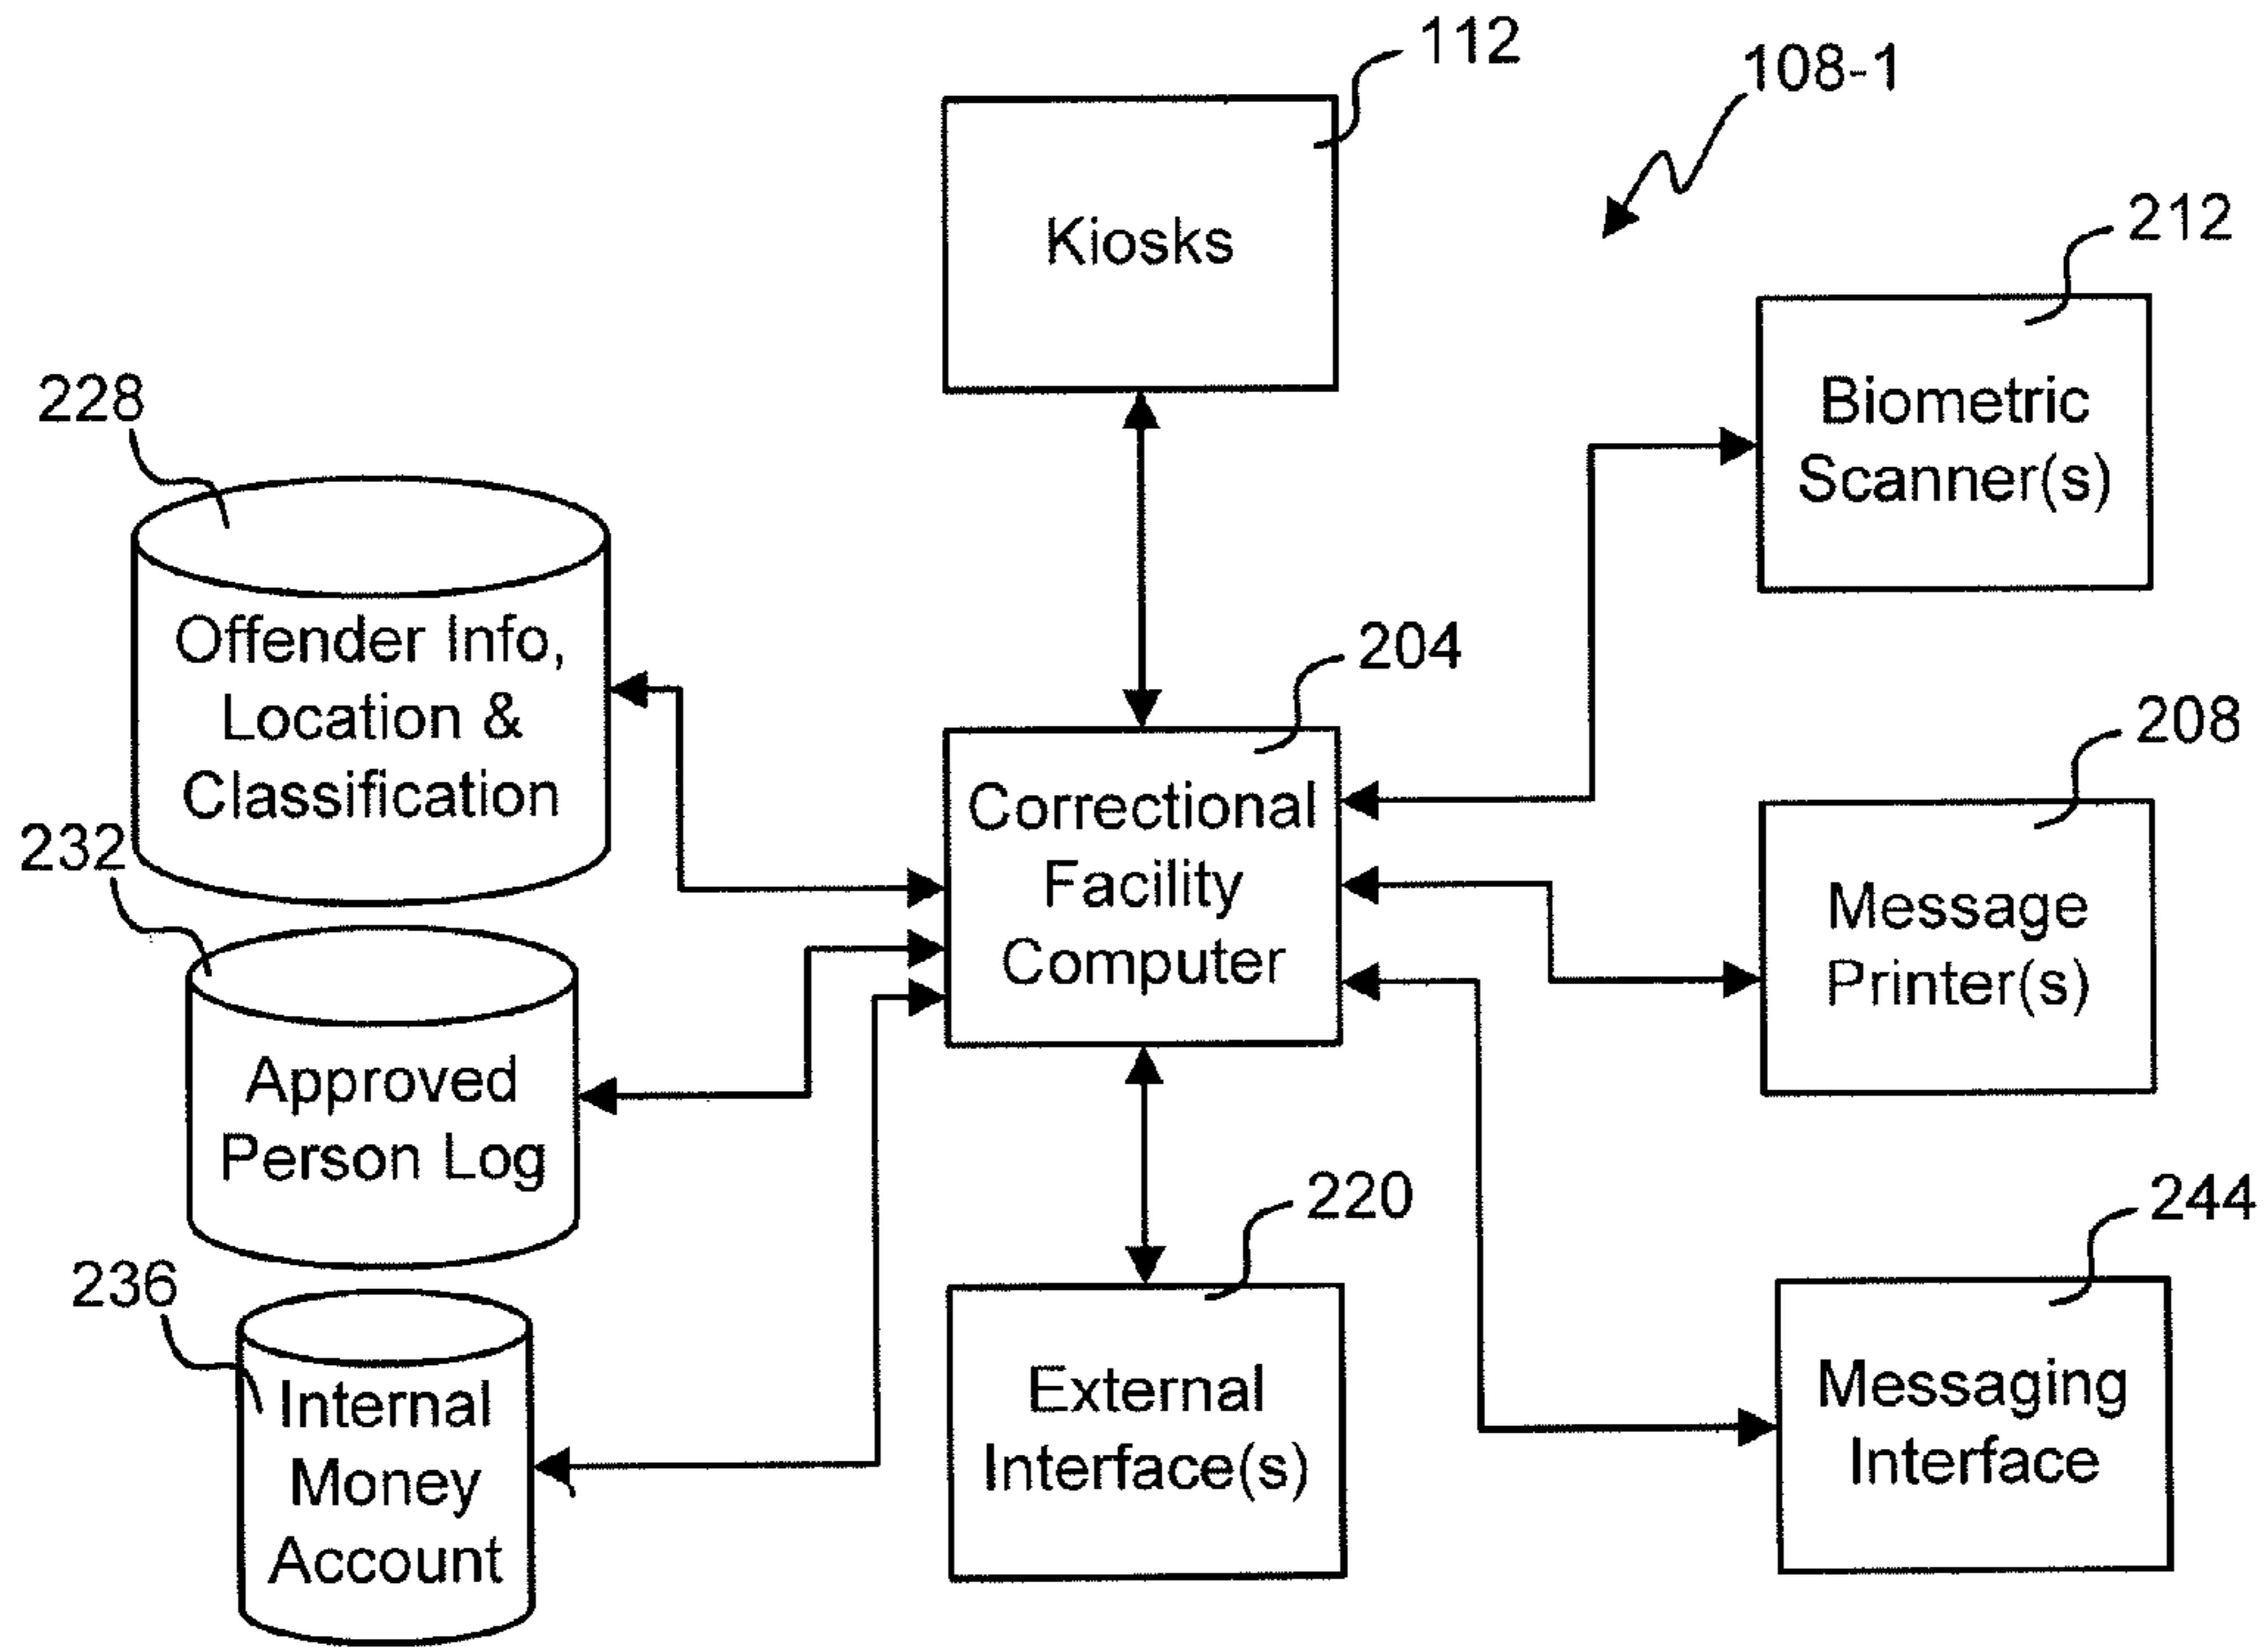 112
108-1
Kiosks
212
Biometric
Scanner(s)
228
Offender Info,
Location &
Classification
204
Correctional
Facility
Computer
208
Message
Printer(s)
232
Approved
Person Log
220
External
Interface(s)
244
Messaging
Interface
236
Internal
Money
Account